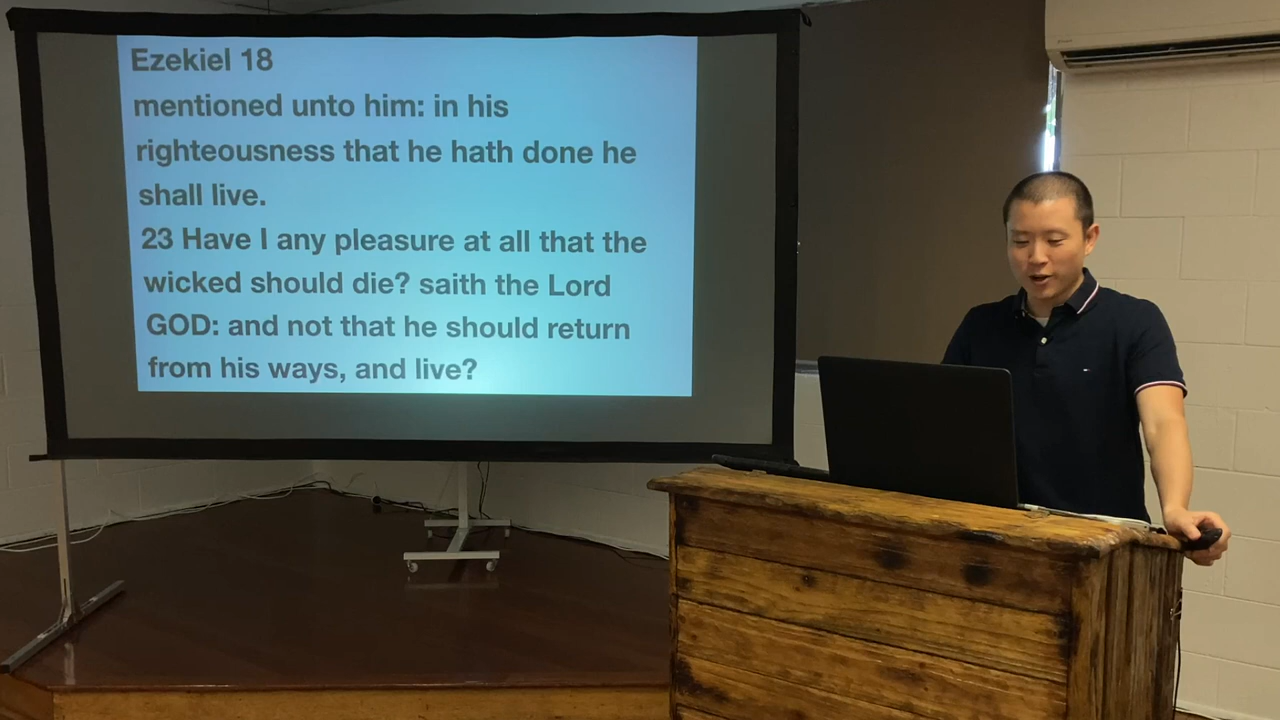 Ezekiel 18
mentioned unto him: in his
righteousness that he hath done he
shall live.
23 Have I any pleasure at all that the
wicked should die? saith the Lord
GOD: and not that he should return
from his ways, and live?